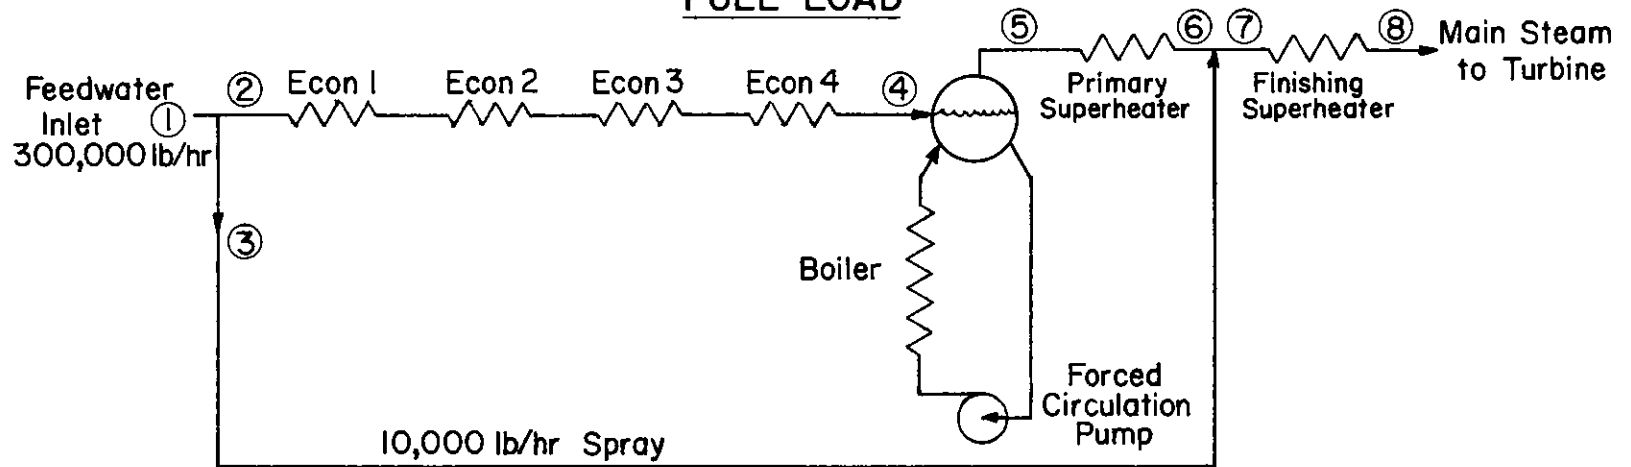 FULL LOAD
Feedwater
Inlet ①
300,000 lb/hr
② Econ 1 Econ 2 Econ 3 Econ 4 ④
③
⑤ ⑥ ⑦ ⑧
Primary
Superheater
Finishing
Superheater
Main Steam
to Turbine
Boiler
Forced
Circulation
Pump
10,000 lb/hr Spray